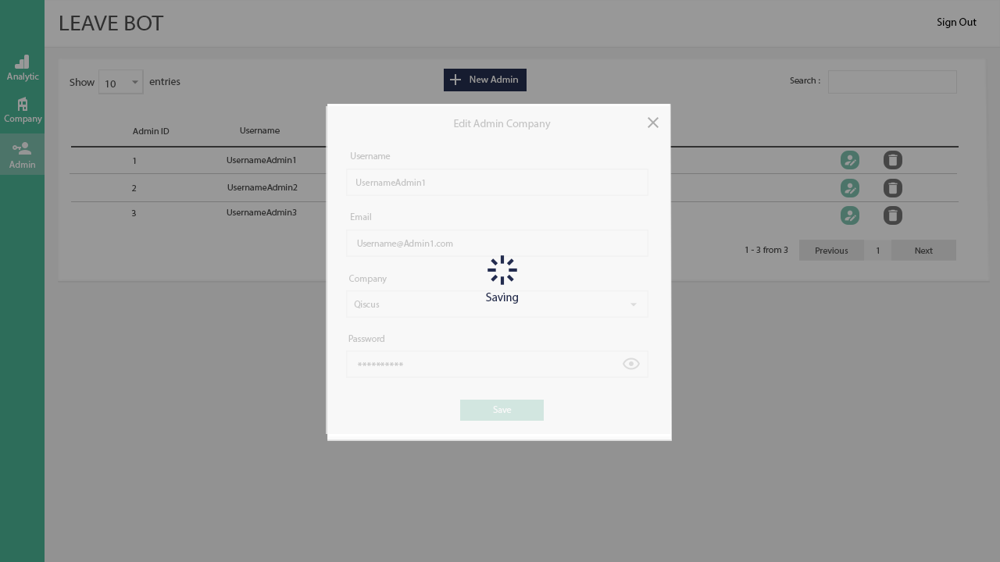 LEAVE BOT
Sign Out
Analytic
Company
Admin
Show 10 entries
New Admin
Search :
Admin ID Username
1 UsernameAdmin1
2 UsernameAdmin2
3 UsernameAdmin3
1 - 3 from 3 Previous 1 Next
Edit Admin Company
Username
UsernameAdmin1
Email
Username@Admin1.com
Company
Saving
Qiscus
Password
**********
Save